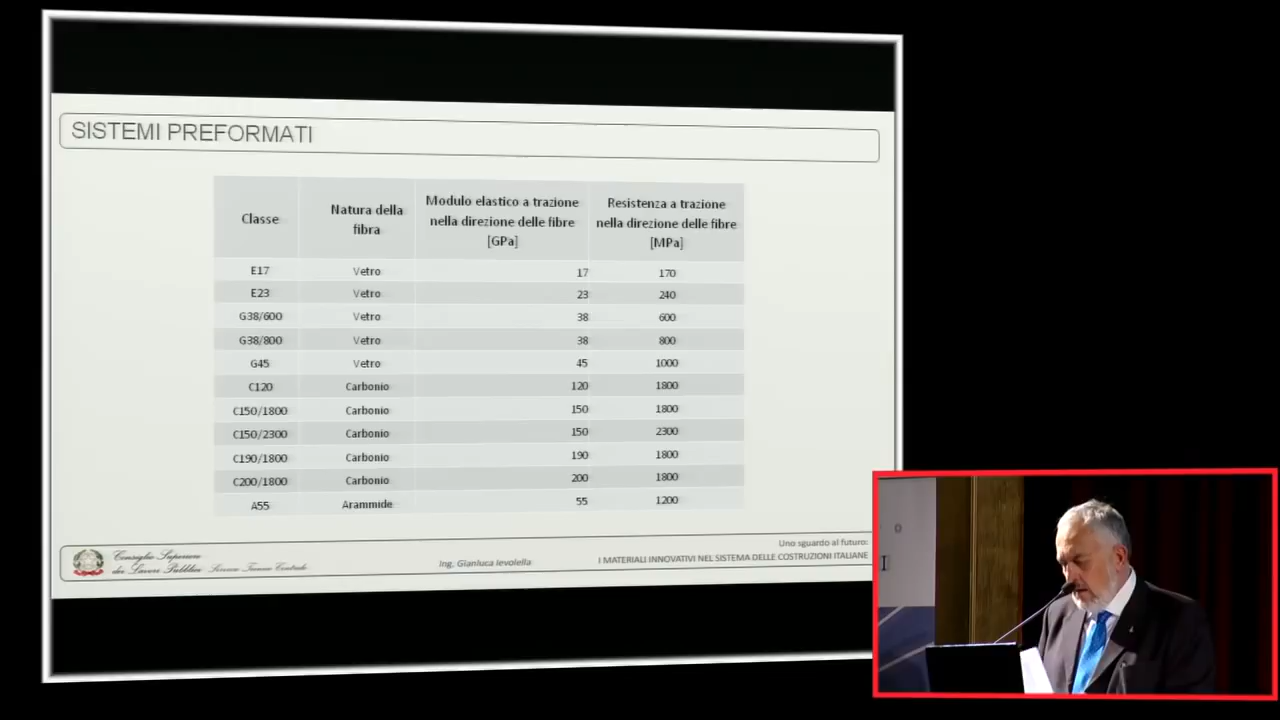 SISTEMI PREFORMATI
Classe
Natura della
fibra
Modulo elastico a trazione
nella direzione delle fibre
[GPa]
Resistenza a trazione
nella direzione delle fibre
[MPa]
E17 Vetro 17 170
E23 Vetro 23 240
G38/600 Vetro 38 600
G38/800 Vetro 38 800
G45 Vetro 45 1000
C120 Carbonio 120 1800
C150/1800 Carbonio 150 1800
C150/2300 Carbonio 150 2300
C190/1800 Carbonio 190 1800
C200/1800 Carbonio 200 1800
A55 Arammide 55 1200
Consiglio Superiore
dei Lavori Pubblici Servizio Tecnico Centrale
Ing. Gianluca Ievolella
Uno sguardo al futuro:
I MATERIALI INNOVATIVI NEL SISTEMA DELLE COSTRUZIONI ITALIANE